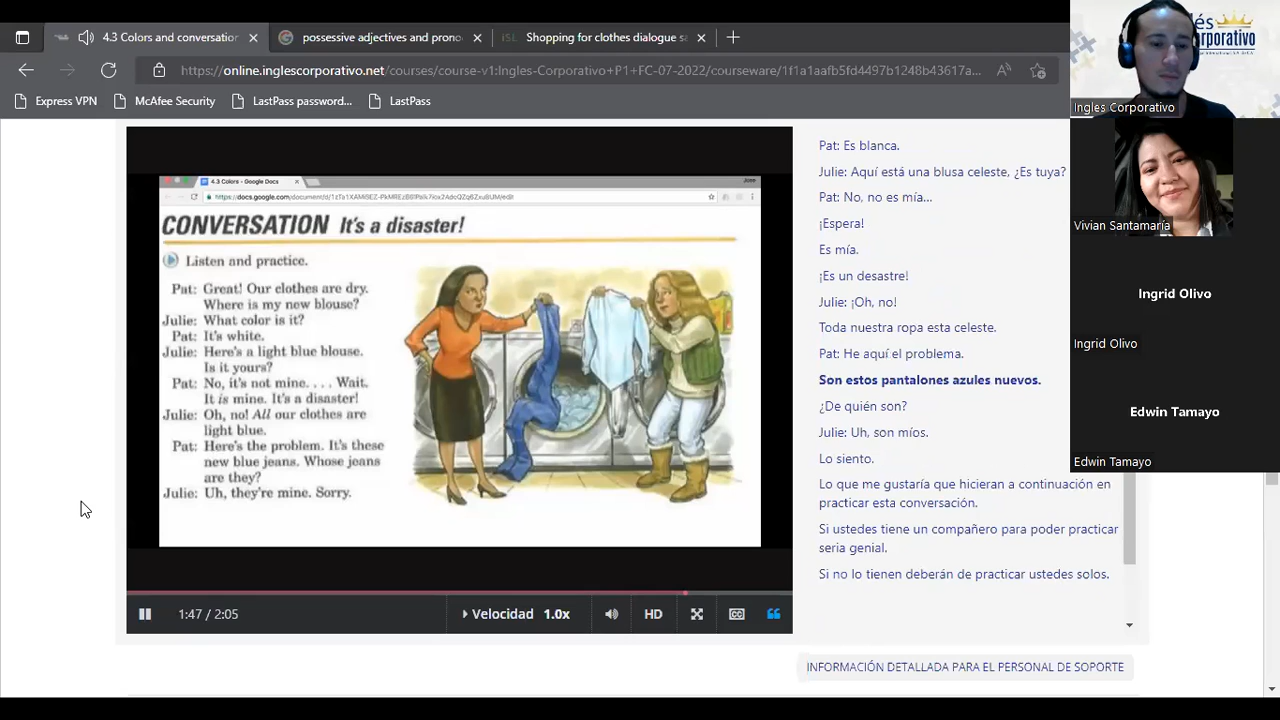 4.3 Colors and conversation
possessive adjectives and prono
Shopping for clothes dialogue sa
https://online.inglescorporativo.net/courses/course-v1:Ingles-Corporativo+P1+FC-07-2022/courseware/1f1a1aafb5fd4497b1248b43617a...
Express VPN
McAfee Security
LastPass password...
LastPass
Ingles Corporativo
Vivian Santamaría
Ingrid Olivo
Ingrid Olivo
Edwin Tamayo
Edwin Tamayo
4.3 Colors - Google Docs
CONVERSATION It's a disaster!
Listen and practice.
Pat: Great! Our clothes are dry.
Where is my new blouse?
Julie: What color is it?
Pat: It's white.
Julie: Here's a light blue blouse.
Is it yours?
Pat: No, it's not mine. . . . Wait.
It is mine. It's a disaster!
Julie: Oh, no! All our clothes are
light blue.
Pat: Here's the problem. It's these
new blue jeans. Whose jeans
are they?
Julie: Uh, they're mine. Sorry.
1:47 / 2:05
Velocidad 1.0x
HD
CC
Pat: Es blanca.
Julie: Aquí está una blusa celeste, ¿Es tuya?
Pat: No, no es mía...
¡Espera!
Es mía.
¡Es un desastre!
Julie: ¡Oh, no!
Toda nuestra ropa esta celeste.
Pat: He aquí el problema.
Son estos pantalones azules nuevos.
¿De quién son?
Julie: Uh, son míos.
Lo siento.
Lo que me gustaría que hicieran a continuación en
practicar esta conversación.
Si ustedes tiene un compañero para poder practicar
seria genial.
Si no lo tienen deberán de practicar ustedes solos.
INFORMACIÓN DETALLADA PARA EL PERSONAL DE SOPORTE